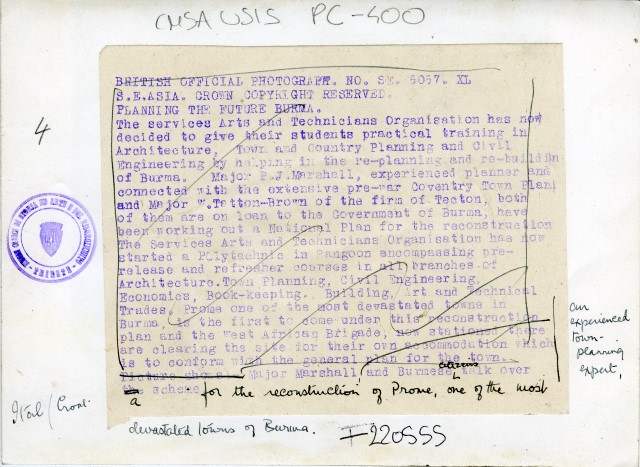 CMSA USIS PC-400
BRITISH OFFICIAL PHOTOGRAPH. NO. SE. 5057. XL
S.E.ASIA. CROWN COPYRIGHT RESERVED.
PLANNING THE FUTURE BURMA.
The services Arts and Technicians Organisation has now
decided to give their students practical training in
Architecture, Town and Country Planning and Civil
Engineering by helping in the re-planning and re-buildin
of Burma. Major P.J.Marshall, experienced planner and
connected with the extensive pre-war Coventry Town Plan
and Major W.Tetton-Brown of the firm of Tecton, both
of them are on loan to the Government of Burma, have
been working out a National Plan for the reconstruction
The Services Arts and Technicians Organisation has now
started a Polytechnic in Rangoon encompassing pre-
release and refresher courses in all branches of
Architecture.Town Planning, Civil Engineering,
Economics, Book-keeping. Building, Art and Technical
Trades. Prome one of the most devastated towns in
Burma, is the first to come under this reconstruction
plan and the West African Brigade, now stationed there
are clearing the site for their own accommodation which
is to conform with the general plan for the town.
Picture shows:- Major Marshall and Burmese citizens talk over
the scheme
a for the reconstruction of Prome, one of the most
devastated towns of Burma.
4
an
experienced
town-
planning
expert,
I-220555